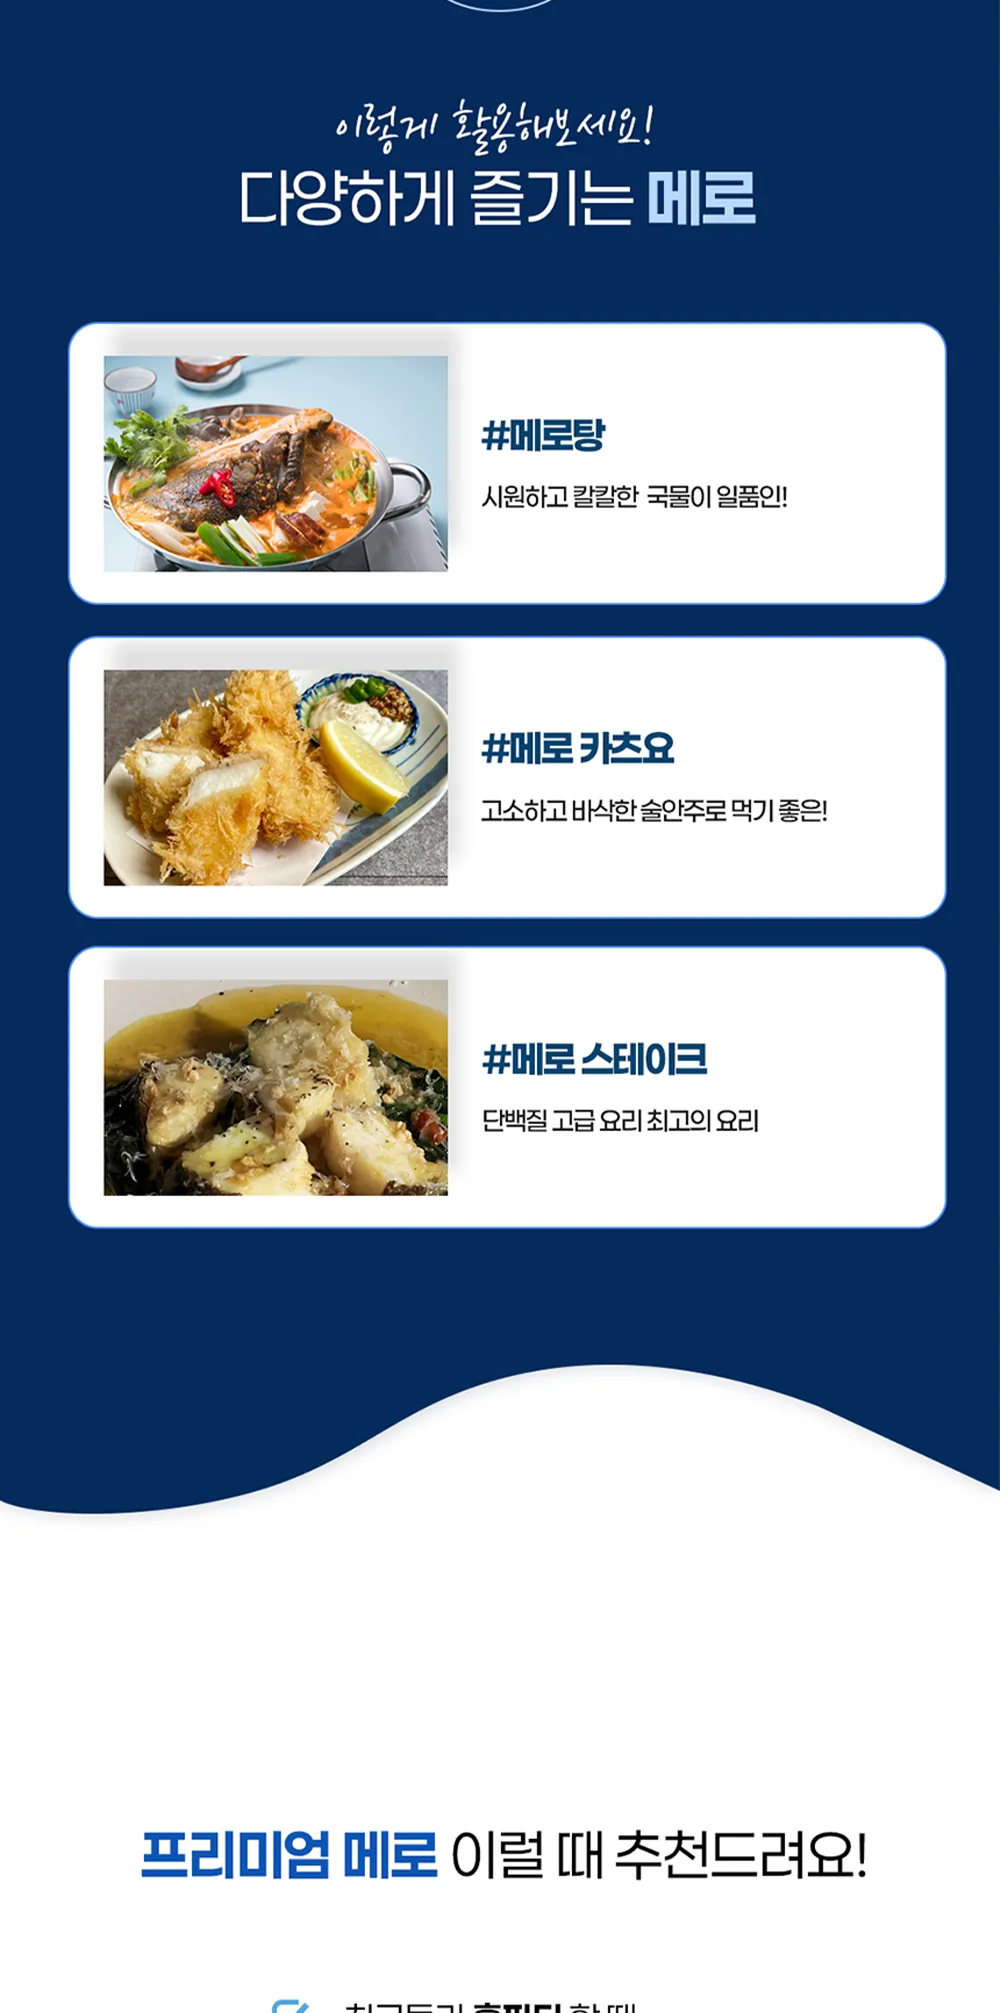 이렇게 활용해보세요!
다양하게 즐기는 메로
#메로탕
시원하고 칼칼한 국물이 일품인!
#메로 카츠요
고소하고 바삭한 술안주로 먹기 좋은!
#메로 스테이크
단백질 고급 요리 최고의 요리
프리미엄 메로 이럴 때 추천드려요!